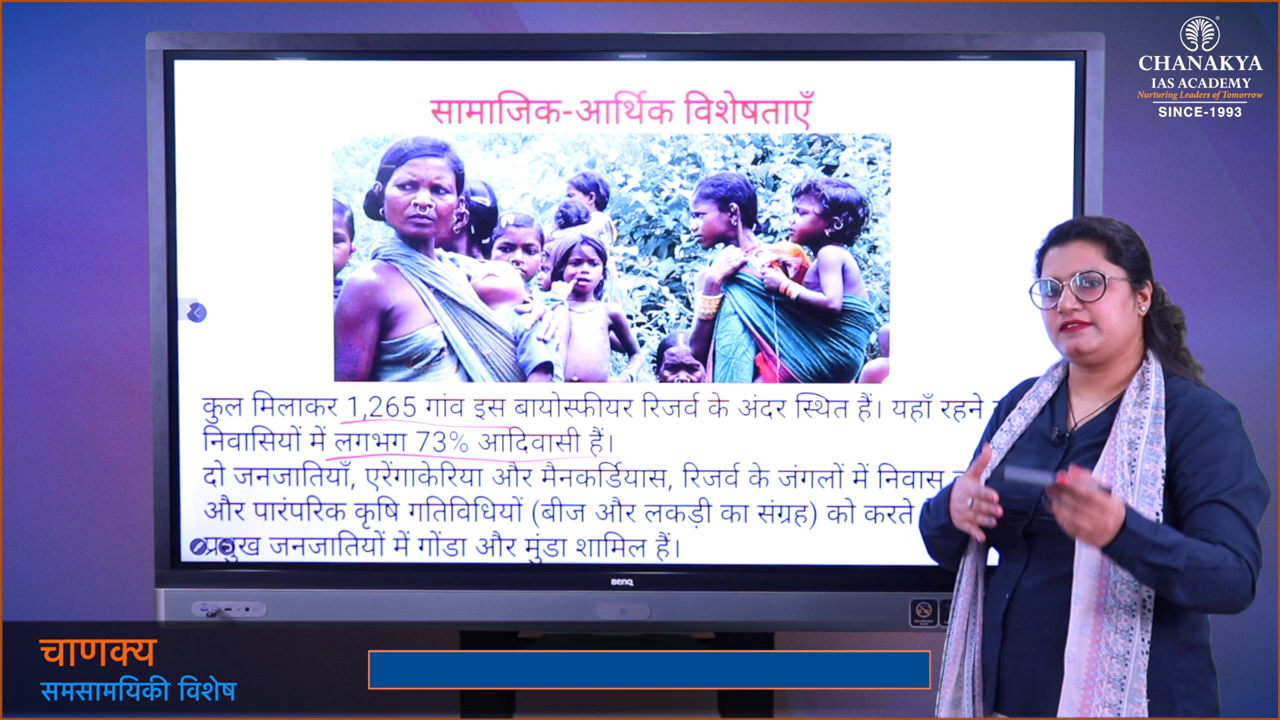 CHANAKYA
IAS ACADEMY
Nurturing Leaders of Tomorrow
SINCE-1993
सामाजिक-आर्थिक विशेषताएँ
कुल मिलाकर 1,265 गांव इस बायोस्फीयर रिजर्व के अंदर स्थित हैं। यहाँ रहने
निवासियों में लगभग 73% आदिवासी हैं।
दो जनजातियाँ, एरेंगाकेरिया और मैनकर्डियास, रिजर्व के जंगलों में निवास
और पारंपरिक कृषि गतिविधियों (बीज और लकड़ी का संग्रह) को करते
प्रमुख जनजातियों में गोंडा और मुंडा शामिल हैं।
BenQ
चाणक्य
समसामयिकी विशेष